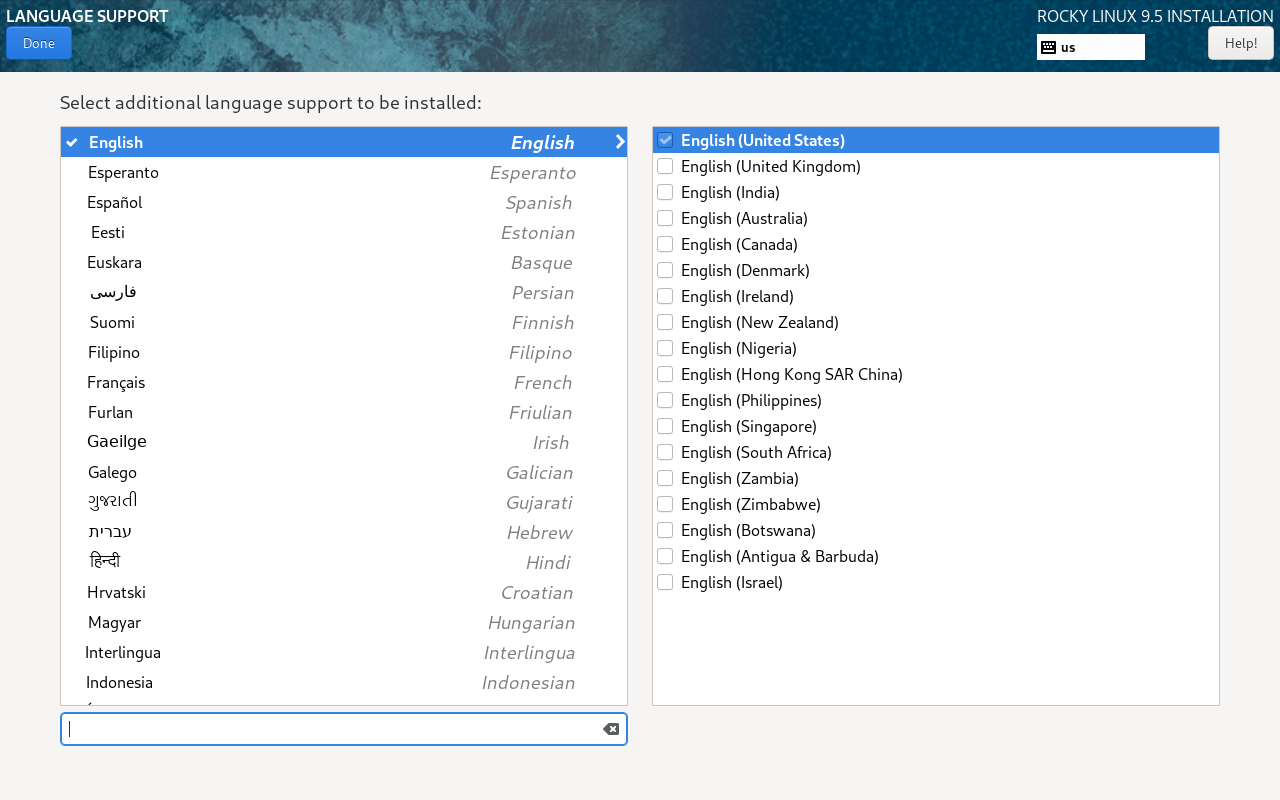 LANGUAGE SUPPORT
ROCKY LINUX 9.5 INSTALLATION
Done
us
Help!
Select additional language support to be installed:
English English
Esperanto Esperanto
Español Spanish
Eesti Estonian
Euskara Basque
فارسی Persian
Suomi Finnish
Filipino Filipino
Français French
Furlan Friulian
Gaeilge Irish
Galego Galician
ગુજરાતી Gujarati
עברית Hebrew
हिन्दी Hindi
Hrvatski Croatian
Magyar Hungarian
Interlingua Interlingua
Indonesia Indonesian
English (United States)
English (United Kingdom)
English (India)
English (Australia)
English (Canada)
English (Denmark)
English (Ireland)
English (New Zealand)
English (Nigeria)
English (Hong Kong SAR China)
English (Philippines)
English (Singapore)
English (South Africa)
English (Zambia)
English (Zimbabwe)
English (Botswana)
English (Antigua & Barbuda)
English (Israel)